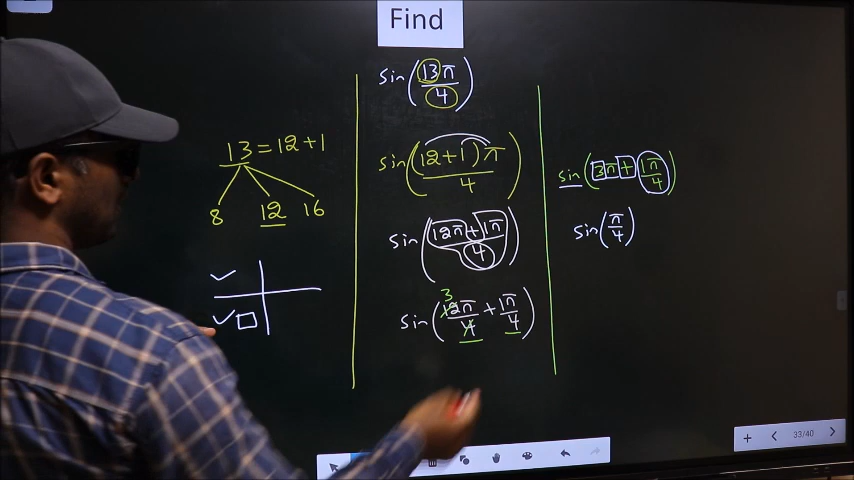 Find
sin(13π/4)
13 = 12+1
8 12 16
sin((12+1)π/4)
sin((12π+1π)/4)
3
sin(12π/4 + 1π/4)
sin(3π+1π/4)
sin(π/4)
33/40